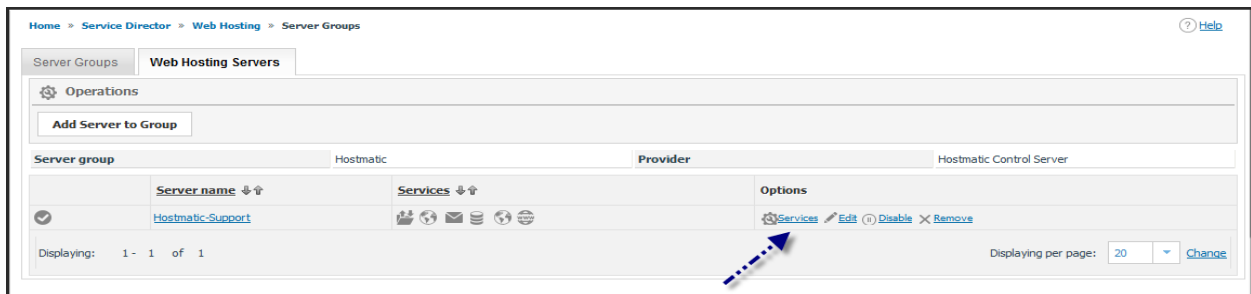 Home » Service Director » Web Hosting » Server Groups ? Help
Server Groups Web Hosting Servers
Operations
Add Server to Group
Server group Hostmatic Provider Hostmatic Control Server
Server name Services Options
Hostmatic-Support www Services Edit Disable Remove
Displaying: 1 - 1 of 1 Displaying per page: 20 Change